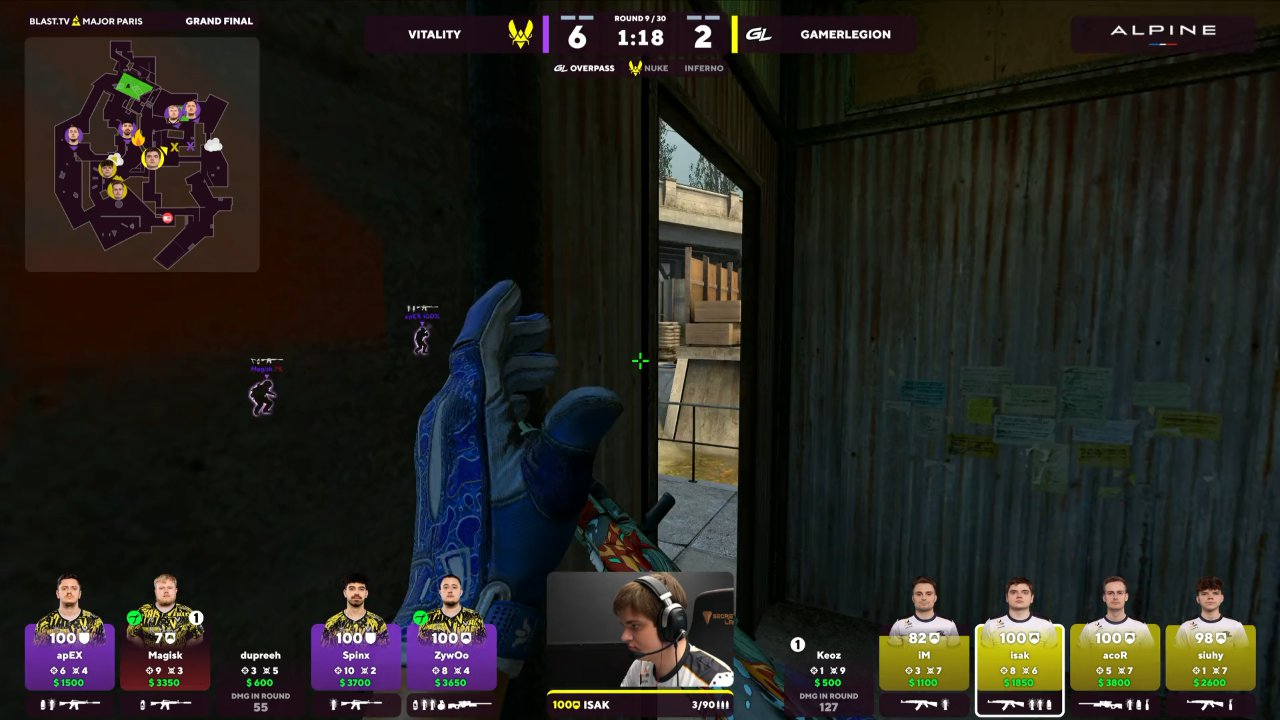 BLAST.TV MAJOR PARIS
GRAND FINAL
VITALITY
6
ROUND 9 / 30
1:18
2
GL
GAMERLEGION
ALPINE
GL OVERPASS
NUKE
INFERNO
A
apEX 100%
Magisk 7%
100
apEX
6 4
$1500
1
7
Magisk
9 3
$3350
dupreeh
3 5
$600
DMG IN ROUND
55
100
Spinx
10 2
$3700
100
ZywOo
8 4
$3650
100 ISAK
3/90
1
Keoz
1 9
$500
DMG IN ROUND
127
82
iM
3 7
$1100
100
isak
8 6
$1850
100
acoR
5 7
$3800
98
siuhy
1 7
$2600